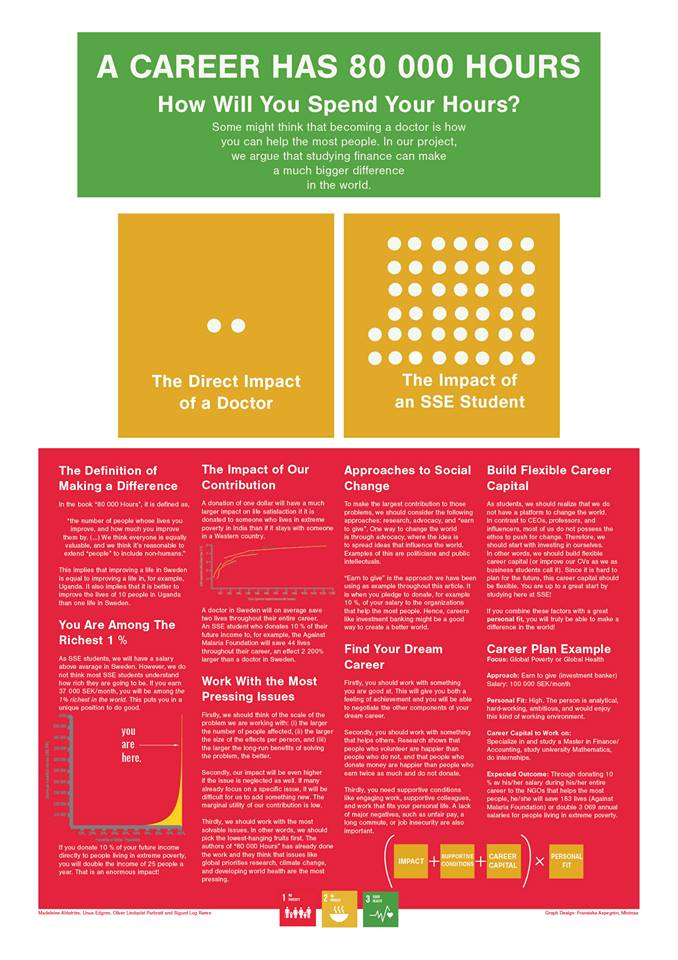 A CAREER HAS 80 000 HOURS
How Will You Spend Your Hours?
Some might think that becoming a doctor is how
you can help the most people. In our project,
we argue that studying finance can make
a much bigger difference
in the world.
The Direct Impact
of a Doctor
The Impact of
an SSE Student
The Definition of
Making a Difference
In the book "80 000 Hours", it is defined as,
"the number of people whose lives you
improve, and how much you improve
them by. (...) We think everyone is equally
valuable, and we think it's reasonable to
extend "people" to include non-humans."
This implies that improving a life in Sweden
is equal to improving a life in, for example,
Uganda. It also implies that it is better to
improve the lives of 10 people in Uganda
than one life in Sweden.
You Are Among The
Richest 1 %
As SSE students, we will have a salary
above avarage in Sweden. However, we do
not think most SSE students understand
how rich they are going to be. If you earn
37 000 SEK/month, you will be among the
1% richest in the world. This puts you in a
unique position to do good.
you
are
here.
If you donate 10 % of your future income
directly to people living in extreme poverty,
you will double the income of 25 people a
year. That is an enormous impact!
The Impact of Our
Contribution
A donation of one dollar will have a much
larger impact on life satisfaction if it is
donated to someone who lives in extreme
poverty in India than if it stays with someone
in a Western country.
A doctor in Sweden will on average save
two lives throughout their entire career.
An SSE student who donates 10 % of their
future income to, for example, the Against
Malaria Foundation will save 44 lives
throughout their career, an effect 2 200%
larger than a doctor in Sweden.
Work With the Most
Pressing Issues
Firstly, we should think of the scale of the
problem we are working with: (i) the larger
the number of people affected, (ii) the larger
the size of the effects per person, and (iii)
the larger the long-run benefits of solving
the problem, the better.
Secondly, our impact will be even higher
if the issue is neglected as well. If many
already focus on a specific issue, it will be
difficult for us to add something new. The
marginal utility of our contribution is low.
Thirdly, we should work with the most
solvable issues. In other words, we should
pick the lowest-hanging fruits first. The
authors of "80 000 Hours" has already done
the work and they think that issues like
global priorities research, climate change,
and developing world health are the most
pressing.
Approaches to Social
Change
To make the largest contribution to those
problems, we should consider the following
approaches: research, advocacy, and "earn
to give". One way to change the world
is through advocacy, where the idea is
to spread ideas that influence the world.
Examples of this are politicians and public
intellectuals.
"Earn to give" is the approach we have been
using as example throughout this article. It
is when you pledge to donate, for example
10 %, of your salary to the organizations
that help the most people. Hence, careers
like investment banking might be a good
way to create a better world.
Find Your Dream
Career
Firstly, you should work with something
you are good at. This will give you both a
feeling of achievement and you will be able
to negotiate the other components of your
dream career.
Secondly, you should work with something
that helps others. Research shows that
people who volunteer are happier than
people who do not, and that people who
donate money are happier than people who
earn twice as much and do not donate.
Thirdly, you need supportive conditions
like engaging work, supportive colleagues,
and work that fits your personal life. A lack
of major negatives, such as unfair pay, a
long commute, or job insecurity are also
important.
Build Flexible Career
Capital
As students, we should realize that we do
not have a platform to change the world.
In contrast to CEOs, professors, and
influencers, most of us do not possess the
ethos to push for change. Therefore, we
should start with investing in ourselves.
In other words, we should build flexible
career capital (or improve our CVs as we as
business students call it). Since it is hard to
plan for the future, this career capital should
be flexible. You are up to a great start by
studying here at SSE!
If you combine these factors with a great
personal fit, you will truly be able to make a
difference in the world!
Career Plan Example
Focus: Global Poverty or Global Health
Approach: Earn to give (investment banker)
Salary: 100 000 SEK/month
Personal Fit: High. The person is analytical,
hard-working, ambitious, and would enjoy
this kind of working environment.
Career Capital to Work on:
Specialize in and study a Master in Finance/
Accounting, study university Mathematics,
do internships.
Expected Outcome: Through donating 10
% av his/her salary during his/her entire
career to the NGOs that helps the most
people, he/she will save 183 lives (Against
Malaria Foundation) or double 3 069 annual
salaries for people living in extreme poverty.
( IMPACT + SUPPORTIVE CONDITIONS + CAREER CAPITAL ) × PERSONAL FIT
1 NO POVERTY
2
3 GOOD HEALTH
Graph Design: Franziska Aspegren, Minimax